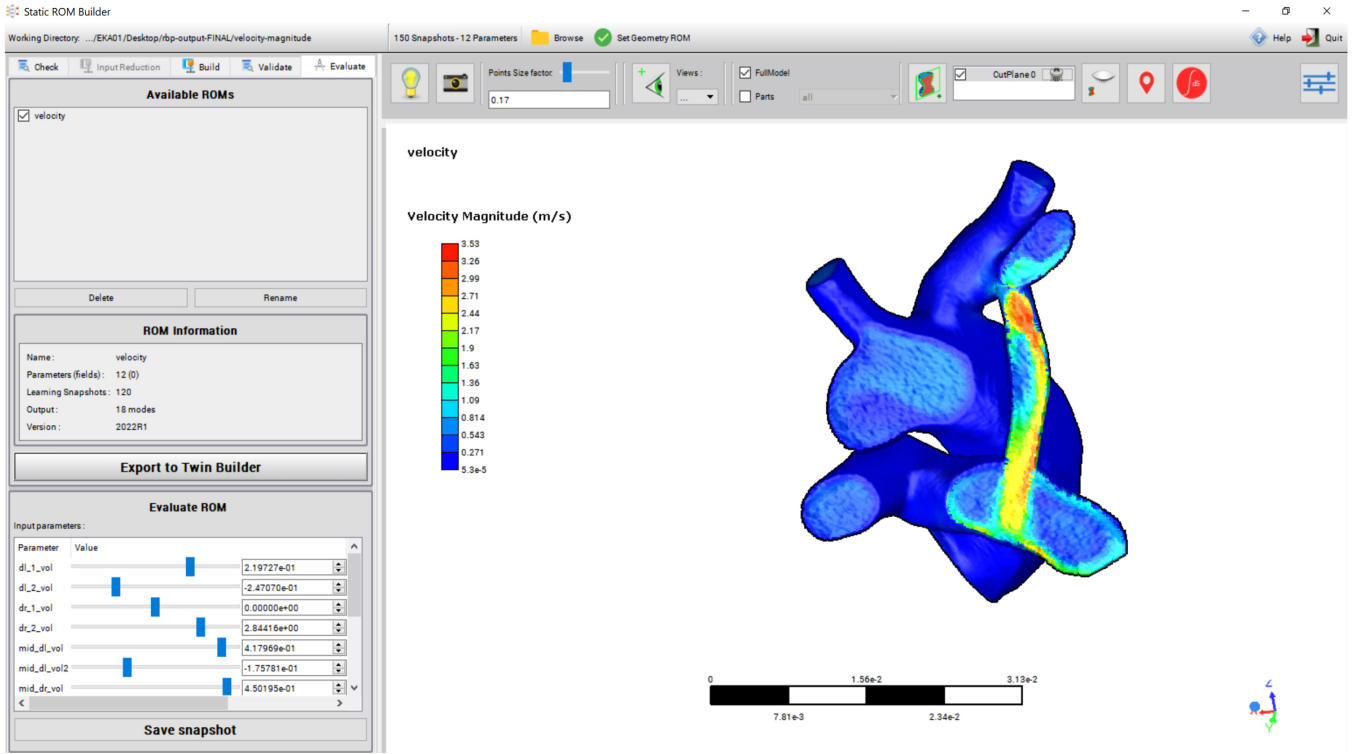 Static ROM Builder
Working Directory: .../EKA01/Desktop/rbp-output-FINAL/velocity-magnitude
150 Snapshots - 12 Parameters Browse Set Geometry ROM
Help Quit
Check Input Reduction Build Validate Evaluate
Available ROMs
velocity
Delete Rename
ROM Information
Name : velocity
Parameters (fields) : 12 (0)
Learning Snapshots : 120
Output : 18 modes
Version : 2022R1
Export to Twin Builder
Evaluate ROM
Input parameters :
Parameter Value
dl_1_vol 2.19727e-01
dl_2_vol -2.47070e-01
dr_1_vol 0.00000e+00
dr_2_vol 2.84416e+00
mid_dl_vol 4.17969e-01
mid_dl_vol2 -1.75781e-01
mid_dr_vol 4.50195e-01
Save snapshot
Points Size factor:
0.17
Views :
...
FullModel
Parts all
CutPlane 0
velocity
Velocity Magnitude (m/s)
3.53
3.26
2.99
2.71
2.44
2.17
1.9
1.63
1.36
1.09
0.814
0.543
0.271
5.3e-5
0 1.56e-2 3.13e-2
7.81e-3 2.34e-2
Z
X
Y